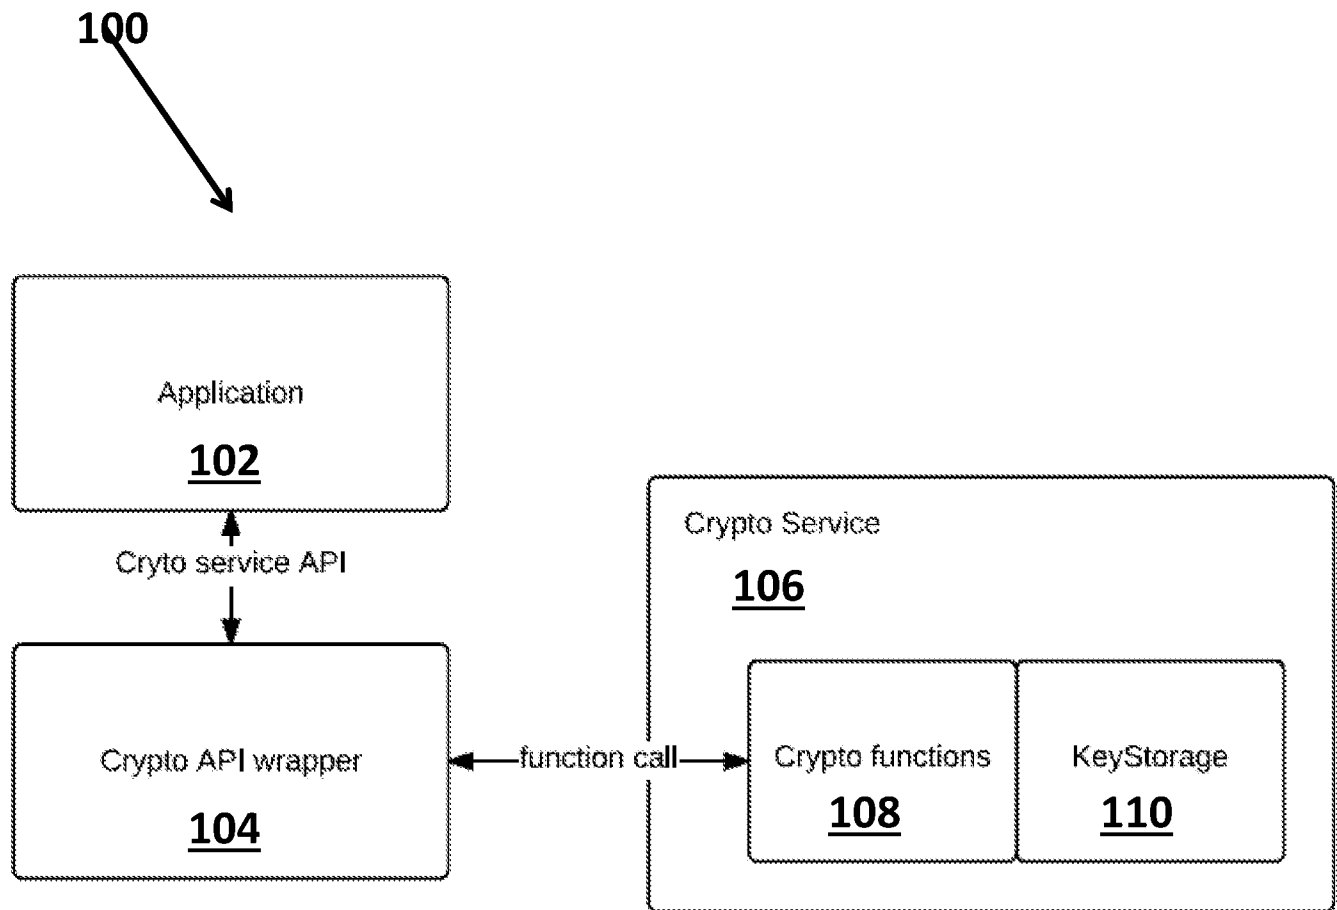 100
Application
102
Cryto service API
Crypto Service
106
Crypto API wrapper
104
function call
Crypto functions
108
KeyStorage
110